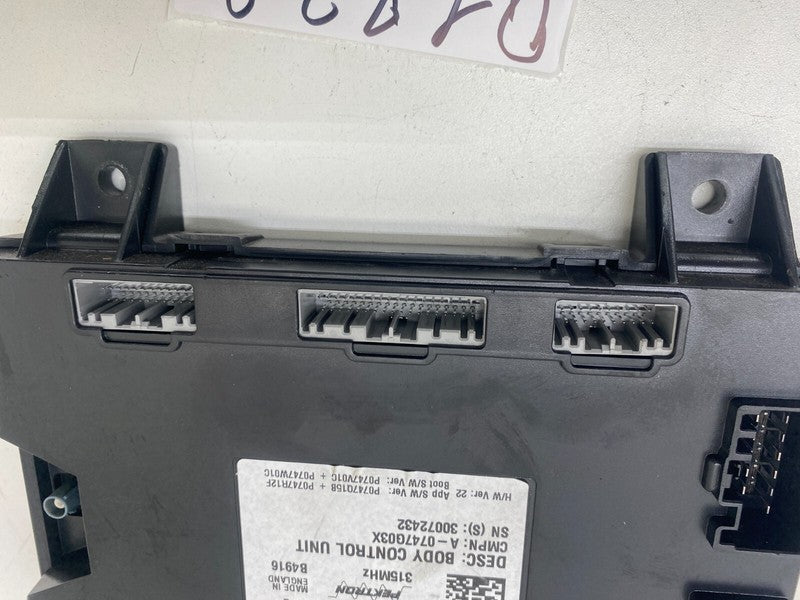 PEKTRON
MADE IN
ENGLAND
315MHz
B4916
DESC: BODY CONTROL UNIT
CMPN: A-0747G03X
SN (S): 30072432
H/W Ver: 22 App S/W Ver: P0747Q15B + P0747R12F
Boot S/W Ver: P0747V01C + P0747W01C